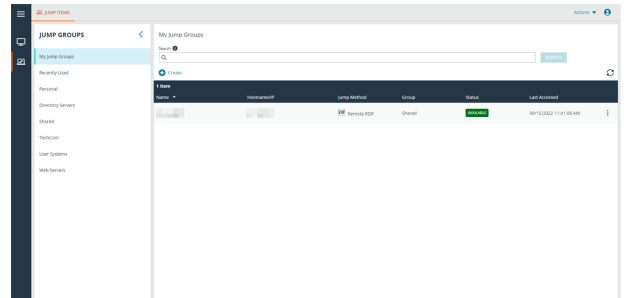 JUMP ITEMS
Actions
JUMP GROUPS
My Jump Groups
Recently Used
Personal
Directory Servers
Shared
TechCom
User Systems
Web Servers
My Jump Groups
Search
SEARCH
Create
1 item
Name Hostname/IP Jump Method Group Status Last Accessed
Remote RDP Shared AVAILABLE 09/15/2022 11:41:08 AM